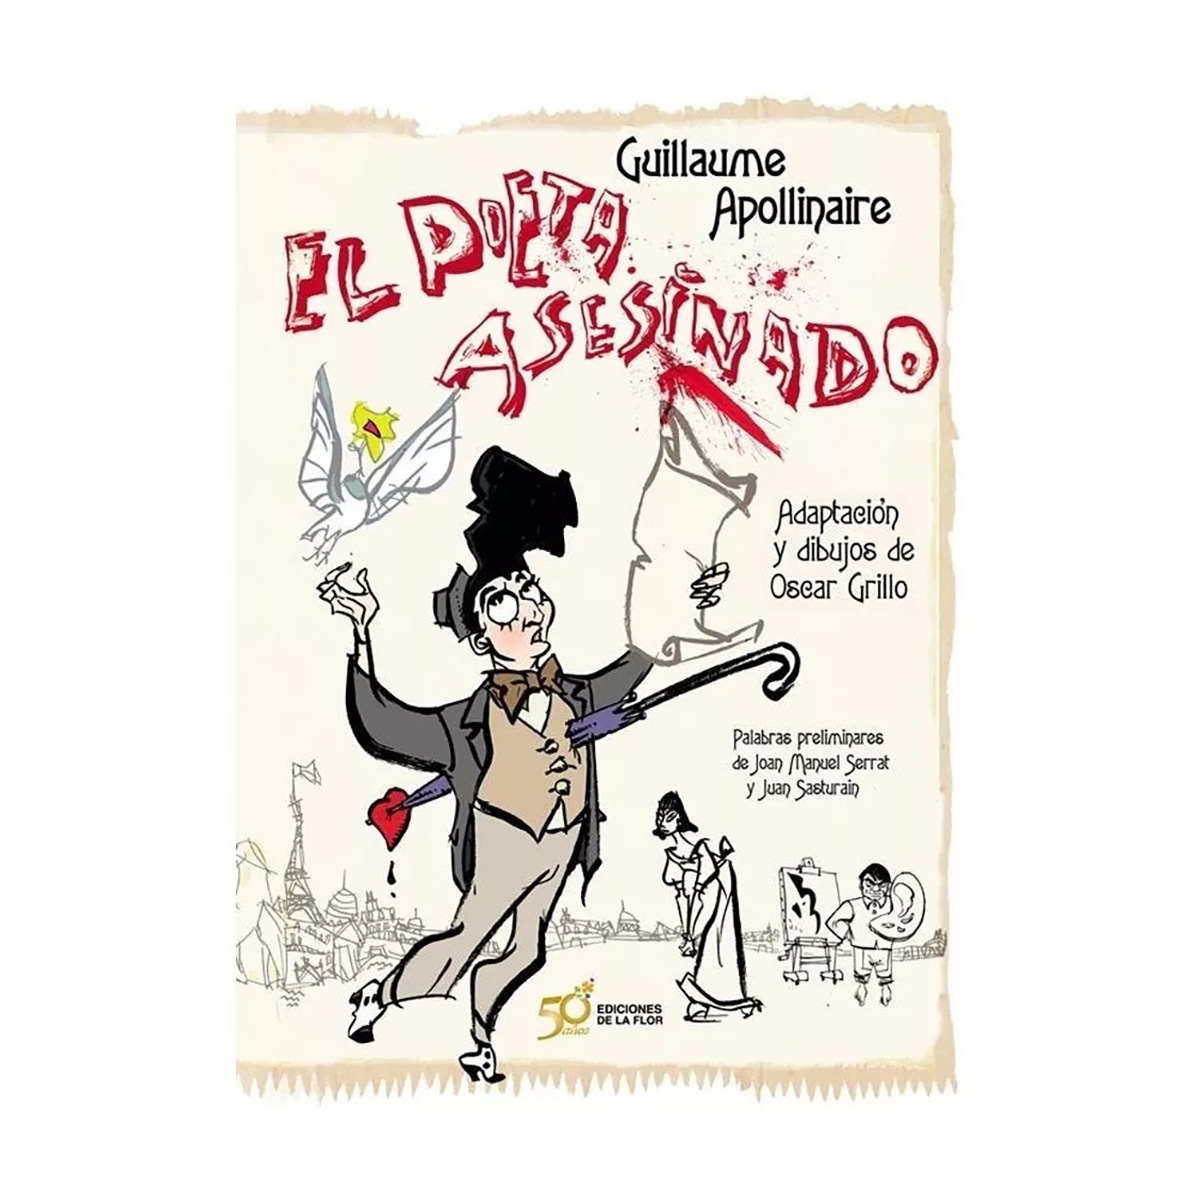 Guillaume
Apollinaire
EL POETA
ASESINADO
Adaptación
y dibujos de
Oscar Grillo
Palabras preliminares
de Joan Manuel Serrat
y Juan Sasturain
50 años
EDICIONES
DE LA FLOR